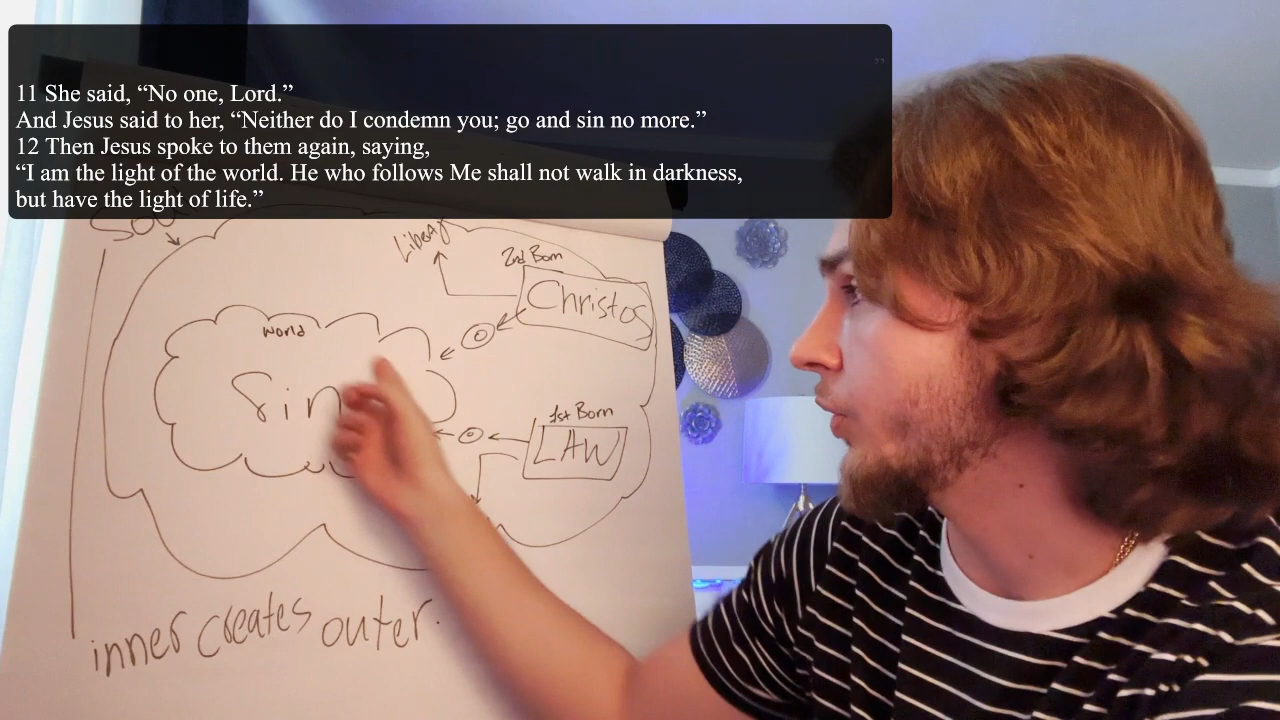 11 She said, “No one, Lord.”
And Jesus said to her, “Neither do I condemn you; go and sin no more.”
12 Then Jesus spoke to them again, saying,
“I am the light of the world. He who follows Me shall not walk in darkness,
but have the light of life.”
2nd Born
Christos
world
Sin
1st Born
LAW
inner creates outer.